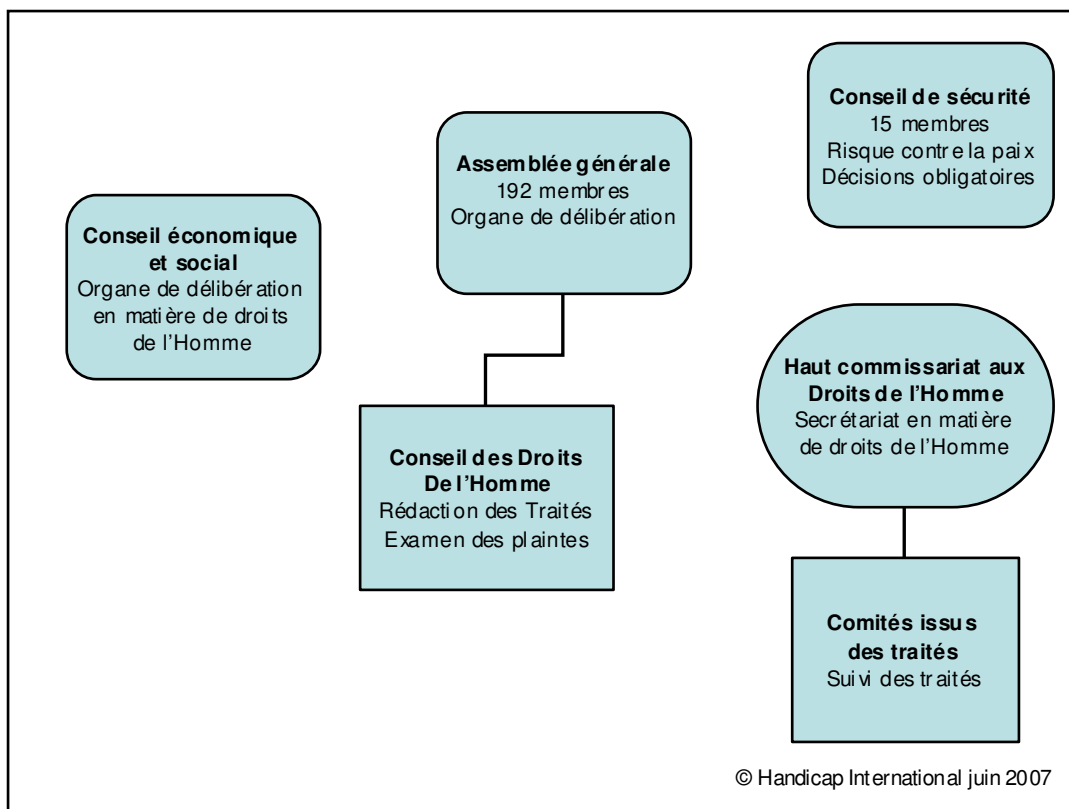 Conseil de sécurité
15 membres
Risque contre la paix
Décisions obligatoires
Assemblée générale
192 membres
Organe de délibération
Conseil économique
et social
Organe de délibération
en matière de droits
de l'Homme
Haut commissariat aux
Droits de l'Homme
Secrétariat en matière
de droits de l'Homme
Conseil des Droits
De l'Homme
Rédaction des Traités
Examen des plaintes
Comités issus
des traités
Suivi des traités
© Handicap International juin 2007